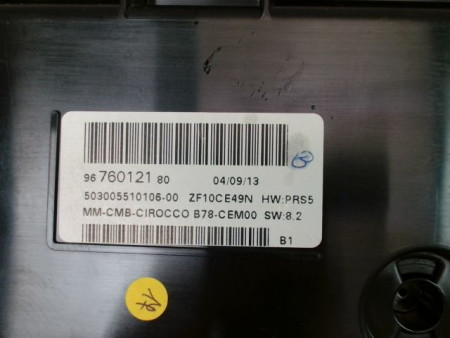 96 760121 80 04/09/13
503005510106-00 ZF10CE49N HW:PRS5
MM-CMB-CIROCCO B78-CEM00 SW:8.2
B1